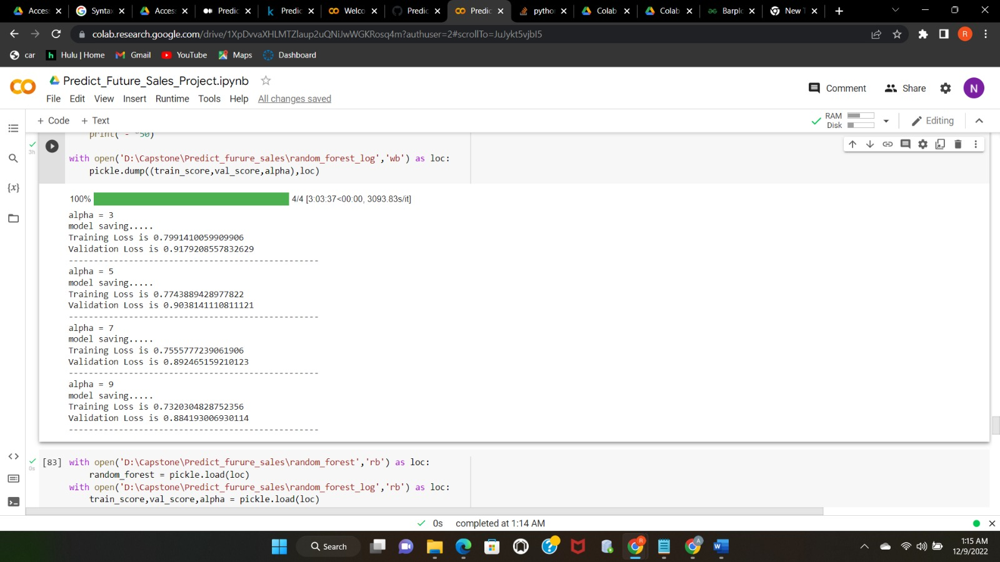 Access
Syntax
Access
Predic
Predic
Welco
Predic
Predic
pytho
Colab
Colab
Barplo
New T
colab.research.google.com/drive/1XpDvvaXHLMTZlaup2uQNiJwWGKRosq4m?authuser=2#scrollTo=JuJykt5vjbI5
R
car
Hulu | Home
Gmail
YouTube
Maps
Dashboard
Predict_Future_Sales_Project.ipynb
File Edit View Insert Runtime Tools Help All changes saved
Comment
Share
N
+ Code + Text
RAM
Disk
Editing
3h
print("-"*50)
with open('D:\Capstone\Predict_furure_sales\random_forest_log','wb') as loc:
pickle.dump((train_score,val_score,alpha),loc)
100% 4/4 [3:03:37<00:00, 3093.83s/it]
alpha = 3
model saving.....
Training Loss is 0.7991410059909906
Validation Loss is 0.9179208557832629
--------------------------------------------------
alpha = 5
model saving.....
Training Loss is 0.7743889428977822
Validation Loss is 0.9038141110811121
--------------------------------------------------
alpha = 7
model saving.....
Training Loss is 0.7555777239061906
Validation Loss is 0.892465159210123
--------------------------------------------------
alpha = 9
model saving.....
Training Loss is 0.7320304828752356
Validation Loss is 0.884193006930114
--------------------------------------------------
0s
[83] with open('D:\Capstone\Predict_furure_sales\random_forest','rb') as loc:
random_forest = pickle.load(loc)
with open('D:\Capstone\Predict_furure_sales\random_forest_log','rb') as loc:
train_score,val_score,alpha = pickle.load(loc)
0s completed at 1:14 AM
Search
1:15 AM
12/9/2022